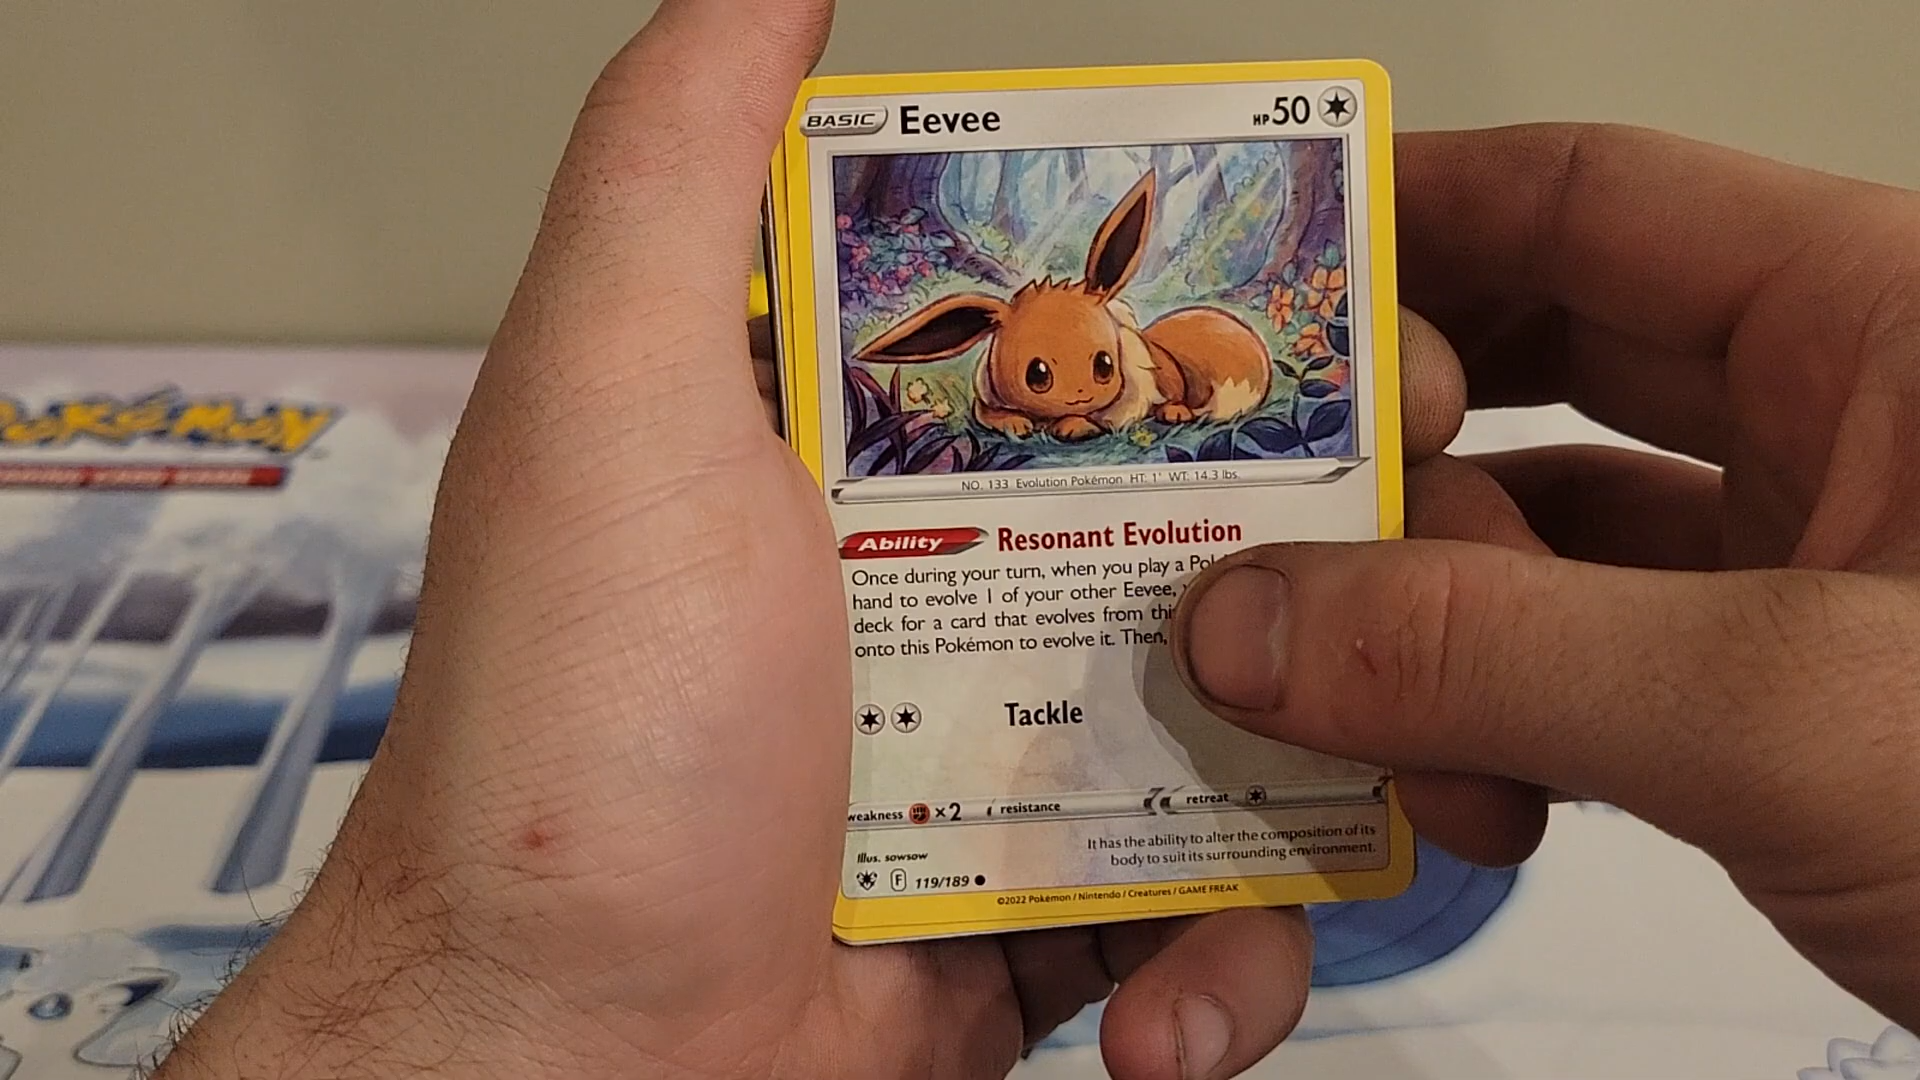 BASIC Eevee HP 50
NO. 133 Evolution Pokémon HT: 1' WT: 14.3 lbs.
Ability Resonant Evolution
Once during your turn, when you play a
hand to evolve 1 of your other Eevee,
deck for a card that evolves from
onto this Pokémon to evolve it. Then,
Tackle
weakness ×2 resistance retreat
It has the ability to alter the composition of its
body to suit its surrounding environment.
Illus. sowsow
F 119/189
©2022 Pokémon / Nintendo / Creatures / GAME FREAK
POKÉMON